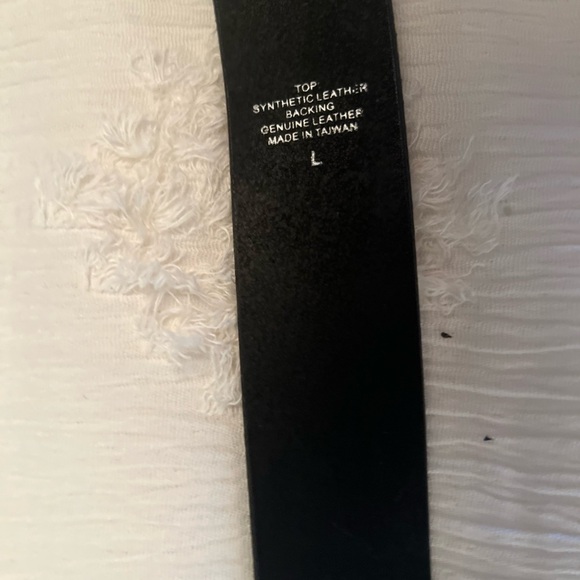 TOP
SYNTHETIC LEATHER
BACKING
GENUINE LEATHER
MADE IN TAIWAN
L